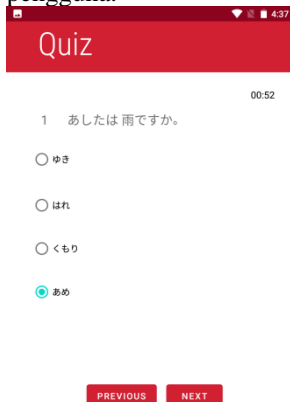 pengguna.
4:37
Quiz
00:52
1 あしたは 雨ですか。
ゆき
はれ
くもり
あめ
PREVIOUS NEXT